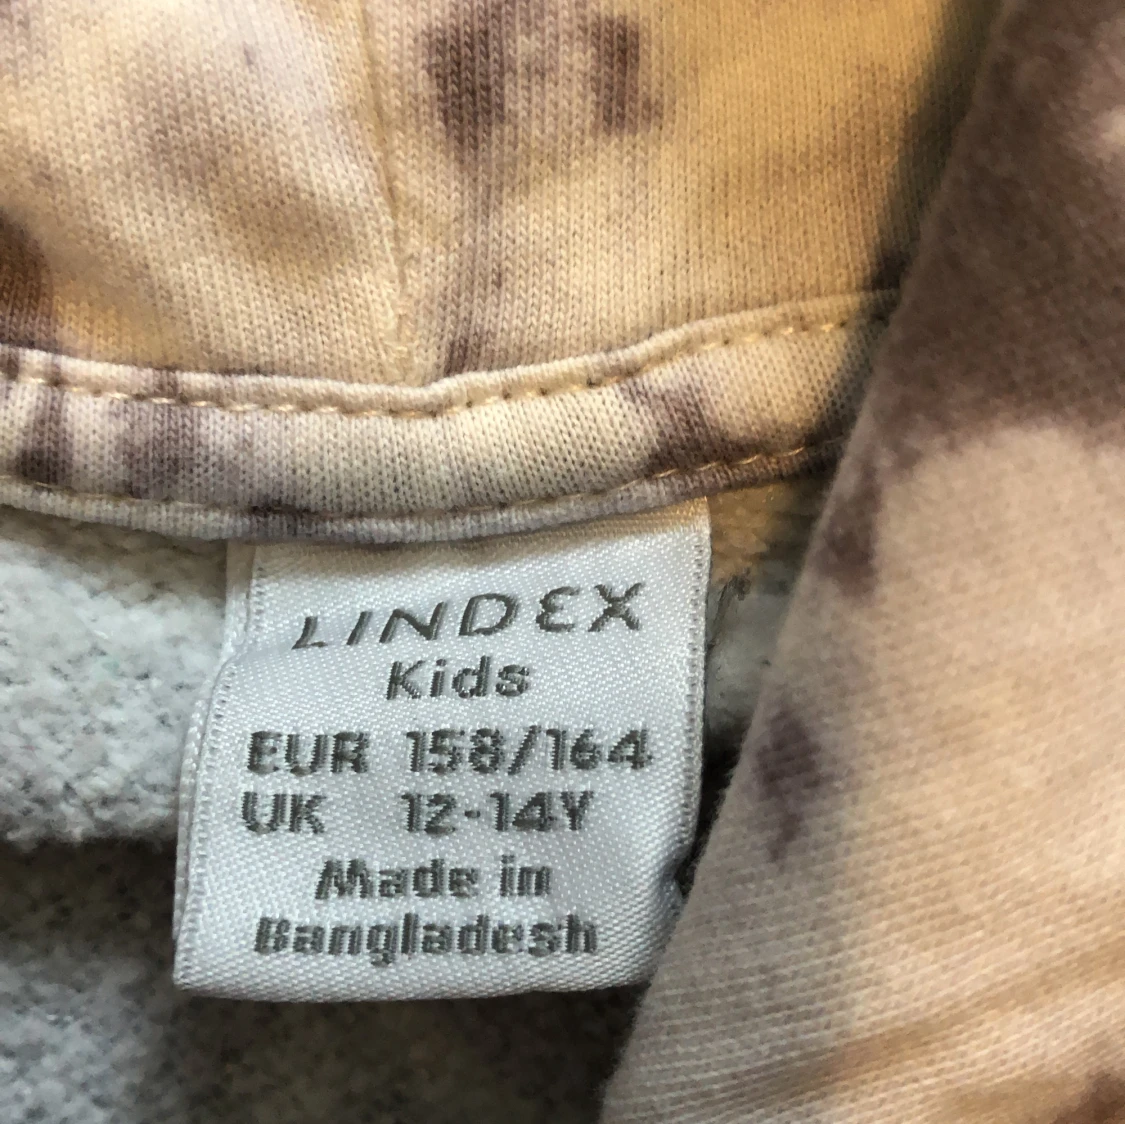 LINDEX
Kids
EUR 158/164
UK 12-14Y
Made in
Bangladesh